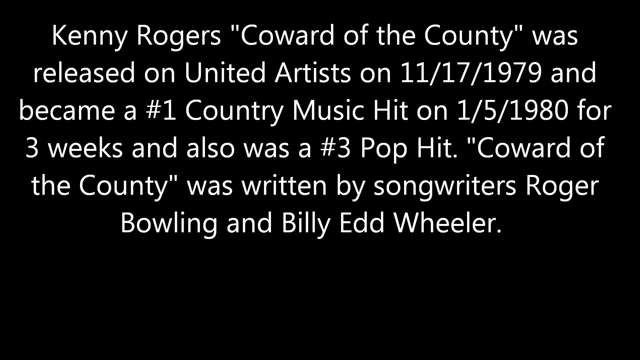 Kenny Rogers "Coward of the County" was
released on United Artists on 11/17/1979 and
became a #1 Country Music Hit on 1/5/1980 for
3 weeks and also was a #3 Pop Hit. "Coward of
the County" was written by songwriters Roger
Bowling and Billy Edd Wheeler.